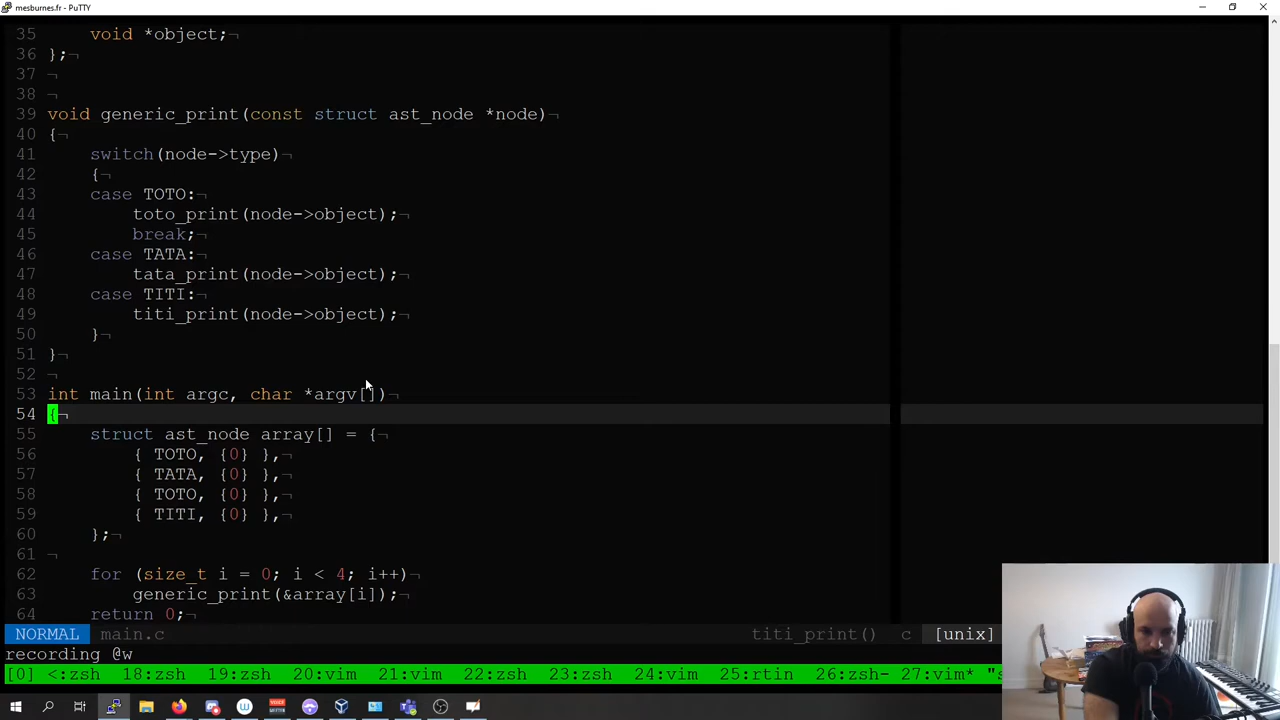 mesburnes.fr - PuTTY
35     void *object;¬
36 };¬
37 ¬
38 ¬
39 void generic_print(const struct ast_node *node)¬
40 {¬
41     switch(node->type)¬
42     {¬
43     case TOTO:¬
44         toto_print(node->object);¬
45         break;¬
46     case TATA:¬
47         tata_print(node->object);¬
48     case TITI:¬
49         titi_print(node->object);¬
50     }¬
51 }¬
52 ¬
53 int main(int argc, char *argv[])¬
54 {¬
55     struct ast_node array[] = {¬
56         { TOTO, {0} },¬
57         { TATA, {0} },¬
58         { TOTO, {0} },¬
59         { TITI, {0} },¬
60     };¬
61 ¬
62     for (size_t i = 0; i < 4; i++)¬
63         generic_print(&array[i]);¬
64     return 0;¬
NORMAL main.c titi_print() c [unix]
recording @w
[0] <:zsh 18:zsh 19:zsh 20:vim 21:vim 22:zsh 23:zsh 24:vim 25:rtin 26:zsh- 27:vim* "s